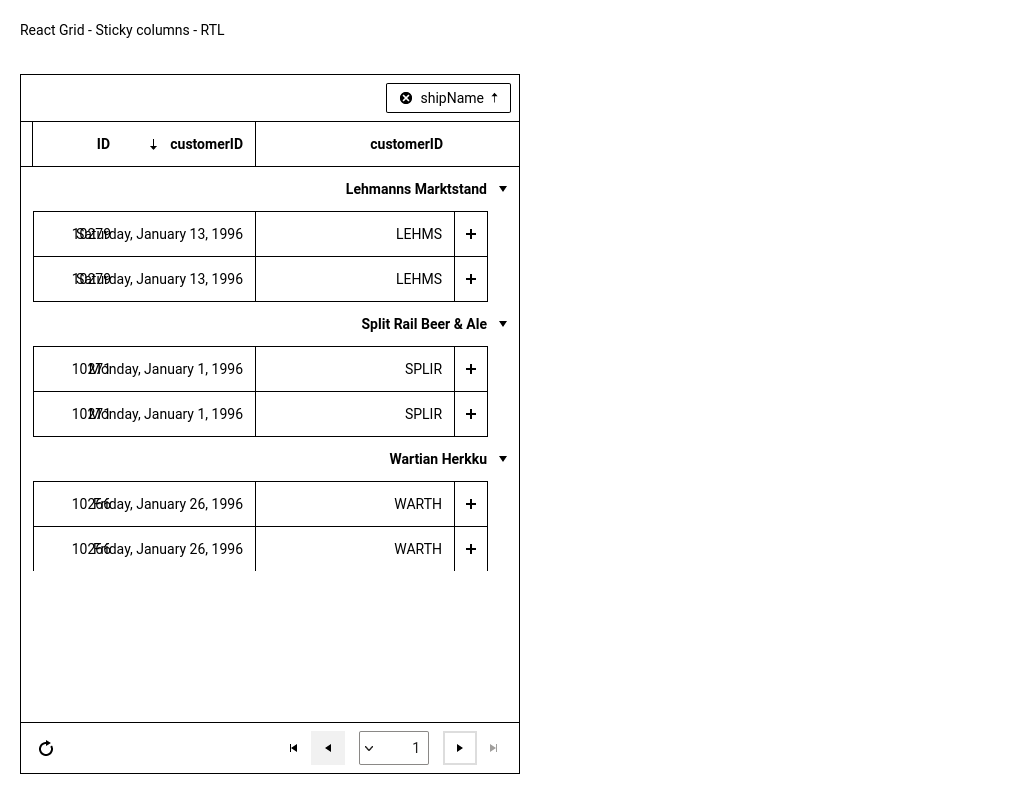 React Grid - Sticky columns - RTL
shipName
ID customerID customerID
Lehmanns Marktstand
10279 Saturday, January 13, 1996 LEHMS
10279 Saturday, January 13, 1996 LEHMS
Split Rail Beer & Ale
10271 Monday, January 1, 1996 SPLIR
10271 Monday, January 1, 1996 SPLIR
Wartian Herkku
10266 Friday, January 26, 1996 WARTH
10266 Friday, January 26, 1996 WARTH
1